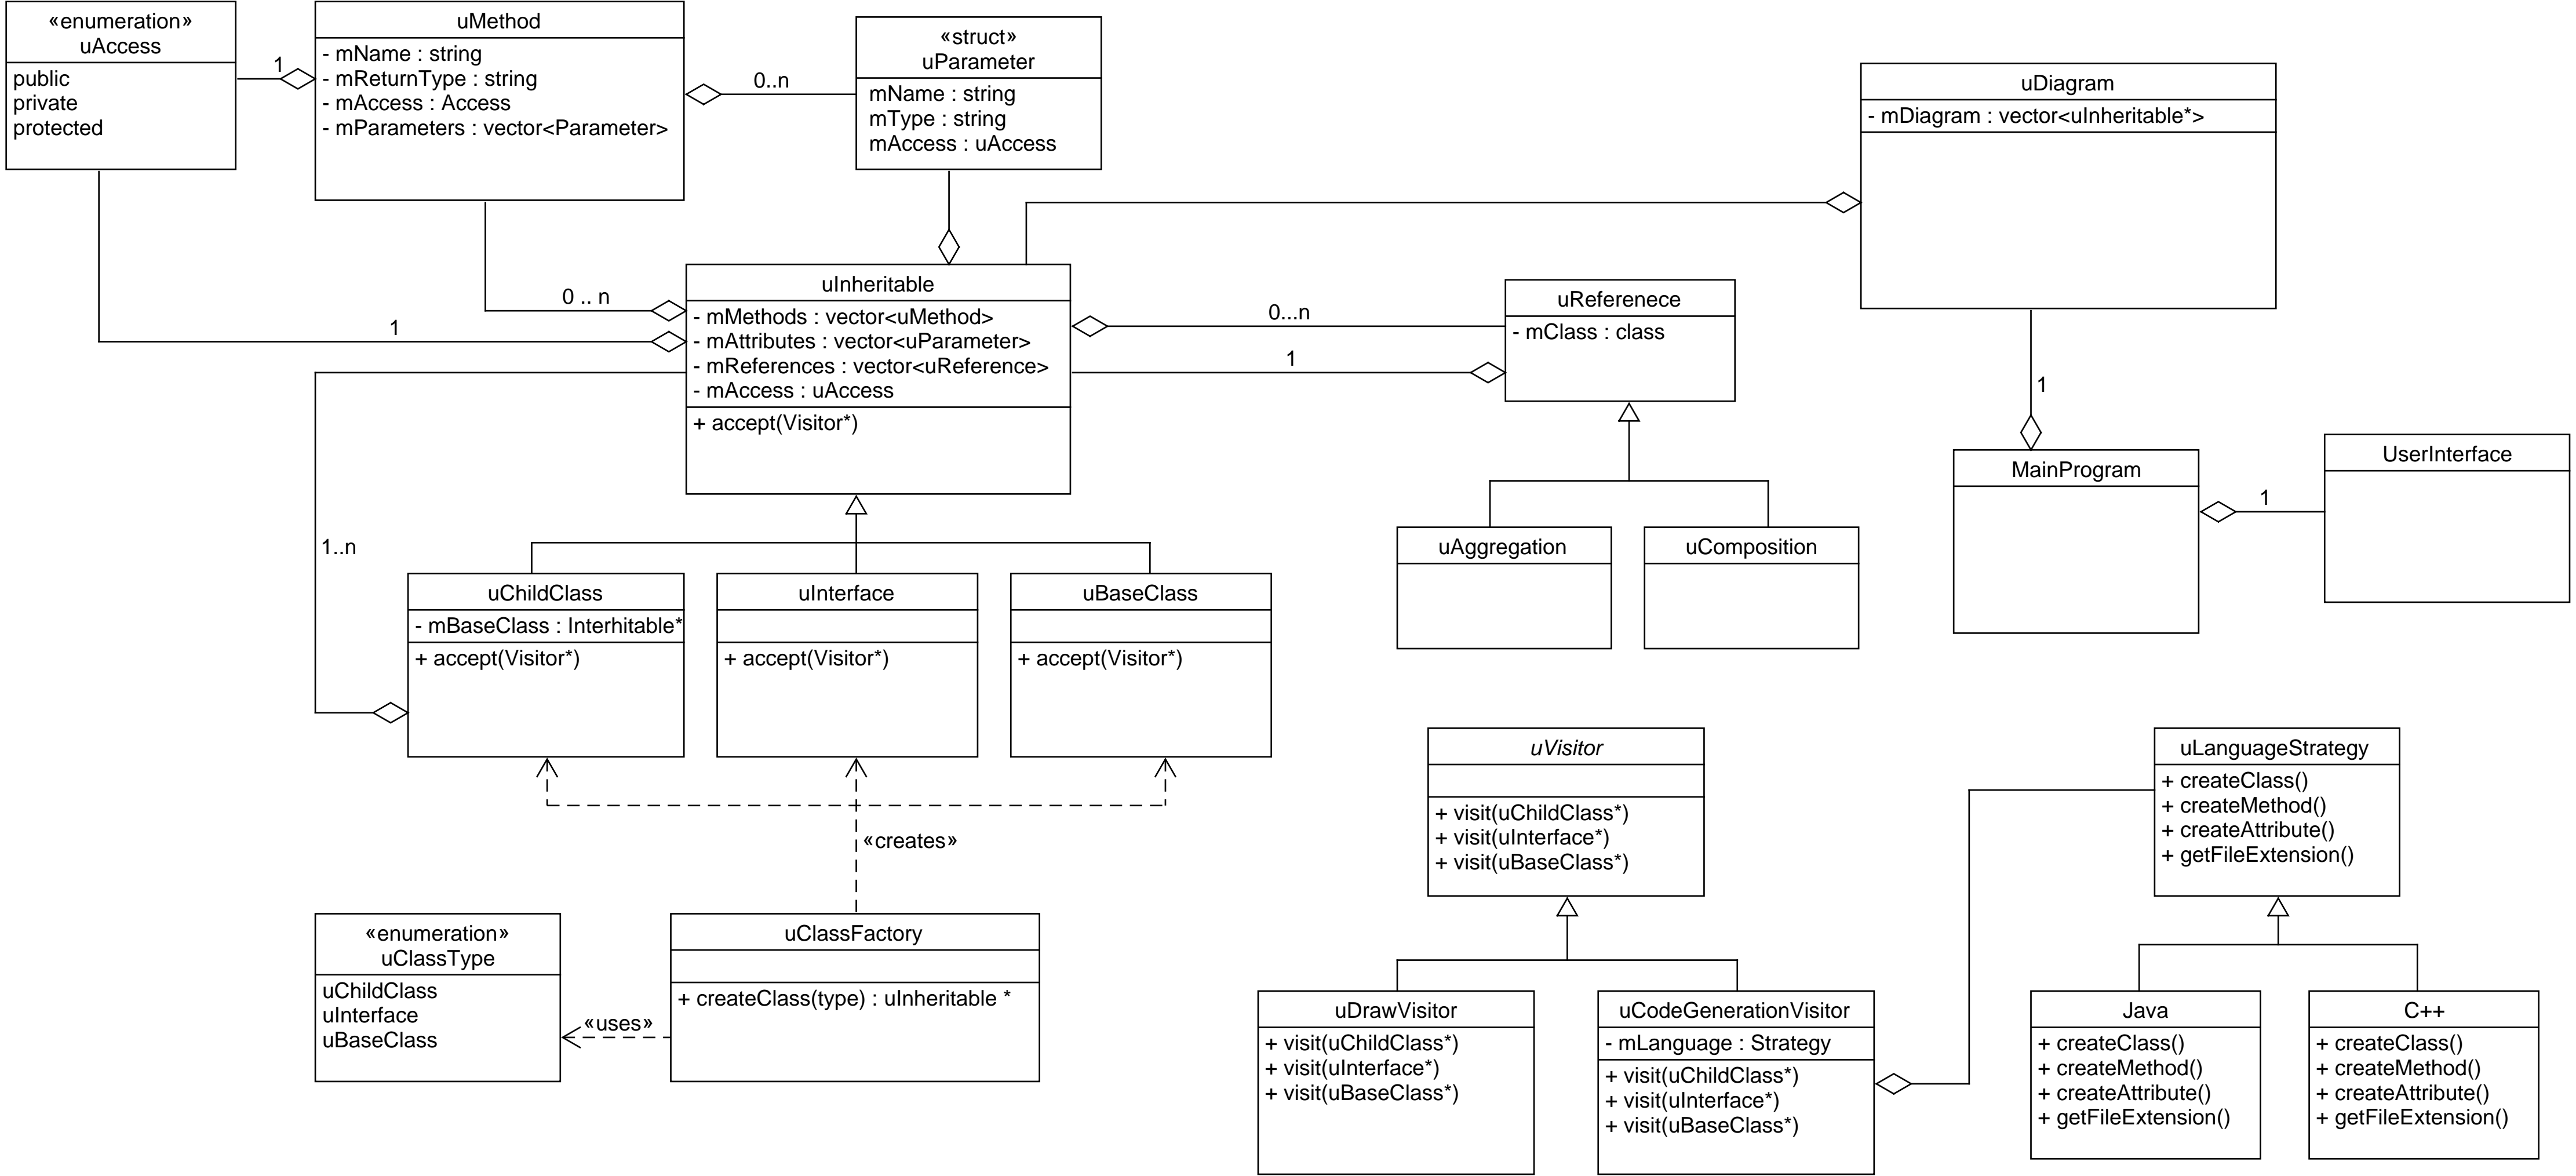 «enumeration»
uAccess
public
private
protected
1
uMethod
- mName : string
- mReturnType : string
- mAccess : Access
- mParameters : vector<Parameter>
0..n
«struct»
uParameter
mName : string
mType : string
mAccess : uAccess
uDiagram
- mDiagram : vector<uInheritable*>
0 .. n
1
uInheritable
- mMethods : vector<uMethod>
- mAttributes : vector<uParameter>
- mReferences : vector<uReference>
- mAccess : uAccess
+ accept(Visitor*)
0...n
1
uReferenece
- mClass : class
1
MainProgram
1
UserInterface
uAggregation
uComposition
1..n
uChildClass
- mBaseClass : Interhitable*
+ accept(Visitor*)
uInterface
+ accept(Visitor*)
uBaseClass
+ accept(Visitor*)
«creates»
«enumeration»
uClassType
uChildClass
uInterface
uBaseClass
«uses»
uClassFactory
+ createClass(type) : uInheritable *
uVisitor
+ visit(uChildClass*)
+ visit(uInterface*)
+ visit(uBaseClass*)
uLanguageStrategy
+ createClass()
+ createMethod()
+ createAttribute()
+ getFileExtension()
uDrawVisitor
+ visit(uChildClass*)
+ visit(uInterface*)
+ visit(uBaseClass*)
uCodeGenerationVisitor
- mLanguage : Strategy
+ visit(uChildClass*)
+ visit(uInterface*)
+ visit(uBaseClass*)
Java
+ createClass()
+ createMethod()
+ createAttribute()
+ getFileExtension()
C++
+ createClass()
+ createMethod()
+ createAttribute()
+ getFileExtension()